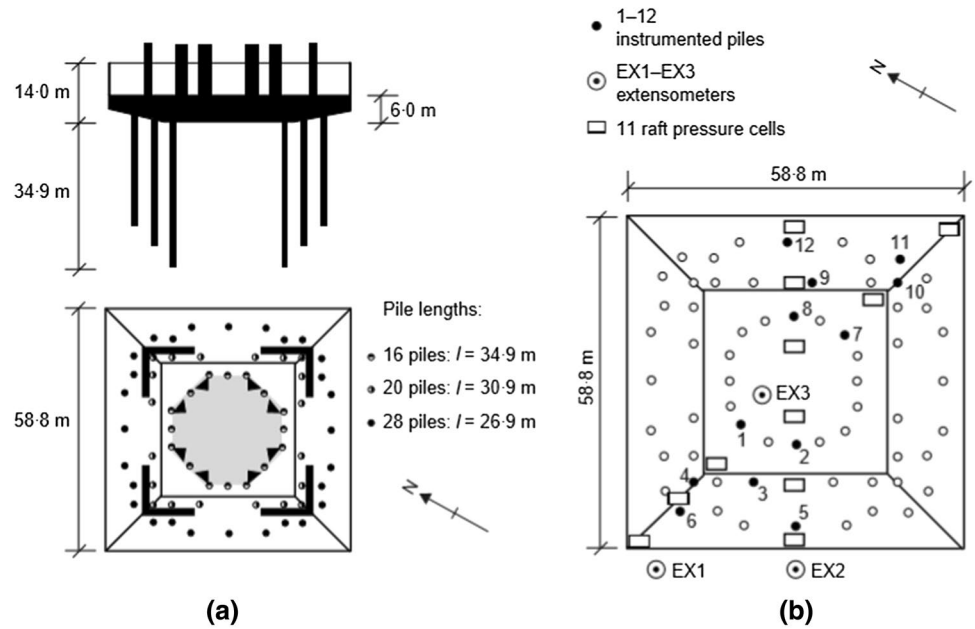 14·0 m
6·0 m
34·9 m
58·8 m
Pile lengths:
16 piles: l = 34·9 m
20 piles: l = 30·9 m
28 piles: l = 26·9 m
N
(a)
1–12
instrumented piles
EX1–EX3
extensometers
11 raft pressure cells
N
58·8 m
58·8 m
12
11
9
10
8
7
EX3
1
2
4
3
6
5
EX1
EX2
(b)